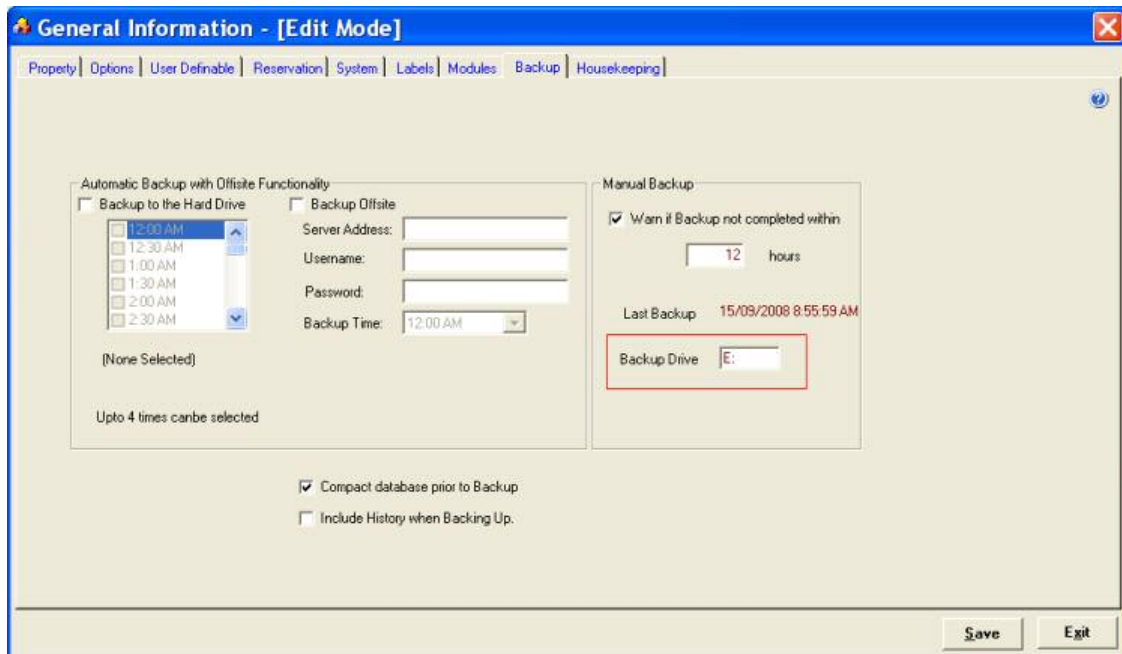 General Information - [Edit Mode]
Property Options User Definable Reservation System Labels Modules Backup Housekeeping
Automatic Backup with Offisite Functionality
Backup to the Hard Drive
12:00 AM
12:30 AM
1:00 AM
1:30 AM
2:00 AM
2:30 AM
(None Selected)
Upto 4 times canbe selected
Backup Offsite
Server Address:
Username:
Password:
Backup Time: 12:00 AM
Manual Backup
Warn if Backup not completed within
12 hours
Last Backup 15/09/2008 8:55:59 AM
Backup Drive E:
Compact database prior to Backup
Include History when Backing Up.
Save Exit